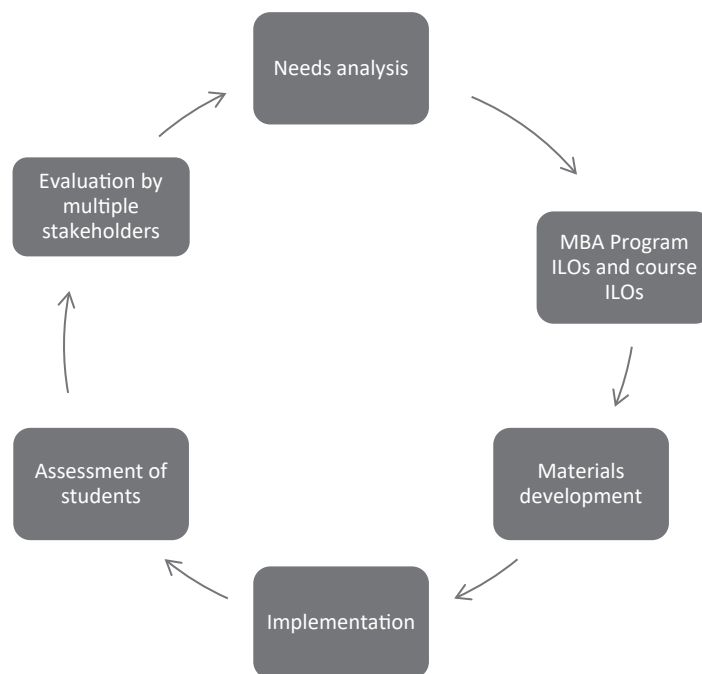 Needs analysis
MBA Program
ILOs and course
ILOs
Materials
development
Implementation
Assessment of
students
Evaluation by
multiple
stakeholders